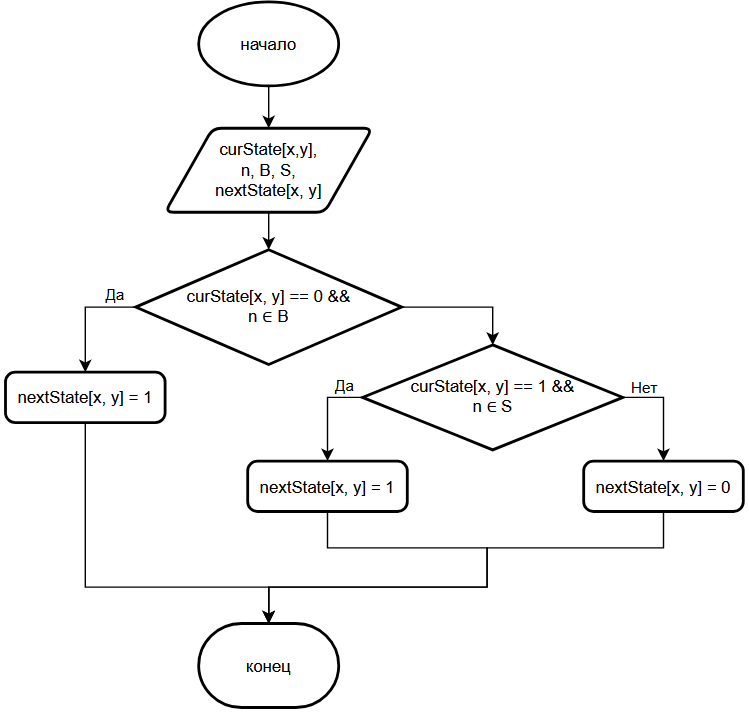 начало
curState[x,y],
n, B, S,
nextState[x, y]
curState[x, y] == 0 &&
n ∈ B
Да
nextState[x, y] = 1
curState[x, y] == 1 &&
n ∈ S
Да
Нет
nextState[x, y] = 1
nextState[x, y] = 0
конец